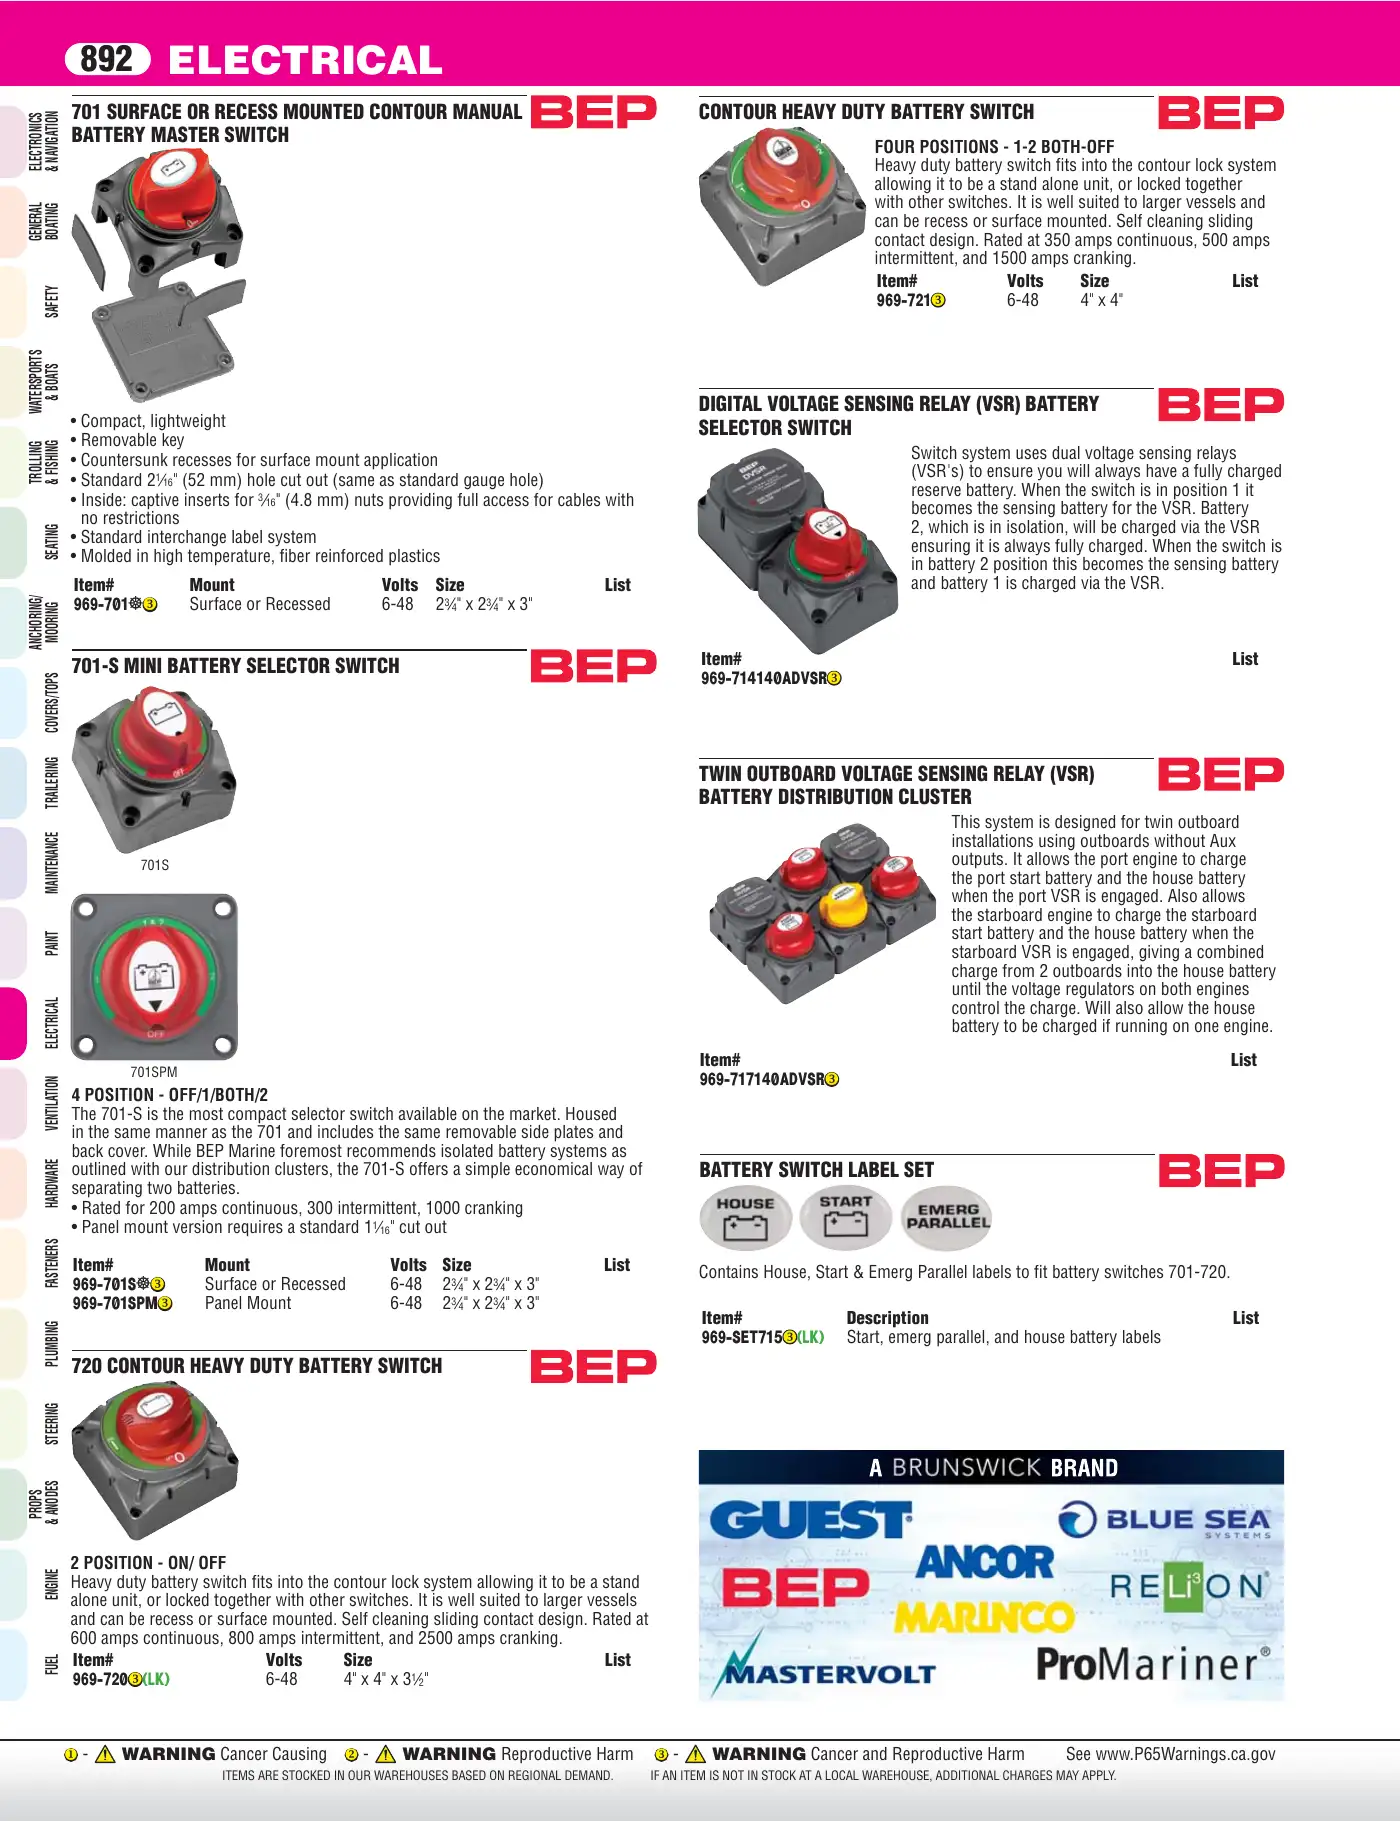 892 ELECTRICAL
ELECTRONICS
& NAVIGATION
GENERAL
BOATING
SAFETY
WATERSPORTS
& BOATS
TROLLING
& FISHING
SEATING
ANCHORING/
MOORING
COVERS/TOPS
TRAILERING
MAINTENANCE
PAINT
ELECTRICAL
VENTILATION
HARDWARE
FASTENERS
PLUMBING
STEERING
PROPS
& ANODES
ENGINE
FUEL
701 SURFACE OR RECESS MOUNTED CONTOUR MANUAL
BATTERY MASTER SWITCH
BEP
• Compact, lightweight
• Removable key
• Countersunk recesses for surface mount application
• Standard 2 1⁄16" (52 mm) hole cut out (same as standard gauge hole)
• Inside: captive inserts for 3⁄16" (4.8 mm) nuts providing full access for cables with
no restrictions
• Standard interchange label system
• Molded in high temperature, fiber reinforced plastics
Item# Mount Volts Size List
969-701 3 Surface or Recessed 6-48 2¾" x 2¾" x 3"
701-S MINI BATTERY SELECTOR SWITCH
BEP
OFF
701S
1 & 2
OFF
701SPM
4 POSITION - OFF/1/BOTH/2
The 701-S is the most compact selector switch available on the market. Housed
in the same manner as the 701 and includes the same removable side plates and
back cover. While BEP Marine foremost recommends isolated battery systems as
outlined with our distribution clusters, the 701-S offers a simple economical way of
separating two batteries.
• Rated for 200 amps continuous, 300 intermittent, 1000 cranking
• Panel mount version requires a standard 1 1⁄16" cut out
Item# Mount Volts Size List
969-701S 3 Surface or Recessed 6-48 2¾" x 2¾" x 3"
969-701SPM 3 Panel Mount 6-48 2¾" x 2¾" x 3"
720 CONTOUR HEAVY DUTY BATTERY SWITCH
BEP
2 POSITION - ON/ OFF
Heavy duty battery switch fits into the contour lock system allowing it to be a stand
alone unit, or locked together with other switches. It is well suited to larger vessels
and can be recess or surface mounted. Self cleaning sliding contact design. Rated at
600 amps continuous, 800 amps intermittent, and 2500 amps cranking.
Item# Volts Size List
969-720 3 (LK) 6-48 4" x 4" x 3½"
CONTOUR HEAVY DUTY BATTERY SWITCH
BEP
FOUR POSITIONS - 1-2 BOTH-OFF
Heavy duty battery switch fits into the contour lock system
allowing it to be a stand alone unit, or locked together
with other switches. It is well suited to larger vessels and
can be recess or surface mounted. Self cleaning sliding
contact design. Rated at 350 amps continuous, 500 amps
intermittent, and 1500 amps cranking.
Item# Volts Size List
969-721 3 6-48 4" x 4"
DIGITAL VOLTAGE SENSING RELAY (VSR) BATTERY
SELECTOR SWITCH
BEP
BEP
DVSR
Switch system uses dual voltage sensing relays
(VSR's) to ensure you will always have a fully charged
reserve battery. When the switch is in position 1 it
becomes the sensing battery for the VSR. Battery
2, which is in isolation, will be charged via the VSR
ensuring it is always fully charged. When the switch is
in battery 2 position this becomes the sensing battery
and battery 1 is charged via the VSR.
Item# List
969-714140ADVSR 3
TWIN OUTBOARD VOLTAGE SENSING RELAY (VSR)
BATTERY DISTRIBUTION CLUSTER
BEP
This system is designed for twin outboard
installations using outboards without Aux
outputs. It allows the port engine to charge
the port start battery and the house battery
when the port VSR is engaged. Also allows
the starboard engine to charge the starboard
start battery and the house battery when the
starboard VSR is engaged, giving a combined
charge from 2 outboards into the house battery
until the voltage regulators on both engines
control the charge. Will also allow the house
battery to be charged if running on one engine.
Item# List
969-717140ADVSR 3
BATTERY SWITCH LABEL SET
BEP
HOUSE
START
EMERG
PARALLEL
Contains House, Start & Emerg Parallel labels to fit battery switches 701-720.
Item# Description List
969-SET715 3 (LK) Start, emerg parallel, and house battery labels
A BRUNSWICK BRAND
GUEST®
BLUE SEA
SYSTEMS
ANCOR
BEP
RELi³ON®
MARINCO
MASTERVOLT
ProMariner®
1 - WARNING Cancer Causing 2 - WARNING Reproductive Harm 3 - WARNING Cancer and Reproductive Harm See www.P65Warnings.ca.gov
ITEMS ARE STOCKED IN OUR WAREHOUSES BASED ON REGIONAL DEMAND. IF AN ITEM IS NOT IN STOCK AT A LOCAL WAREHOUSE, ADDITIONAL CHARGES MAY APPLY.